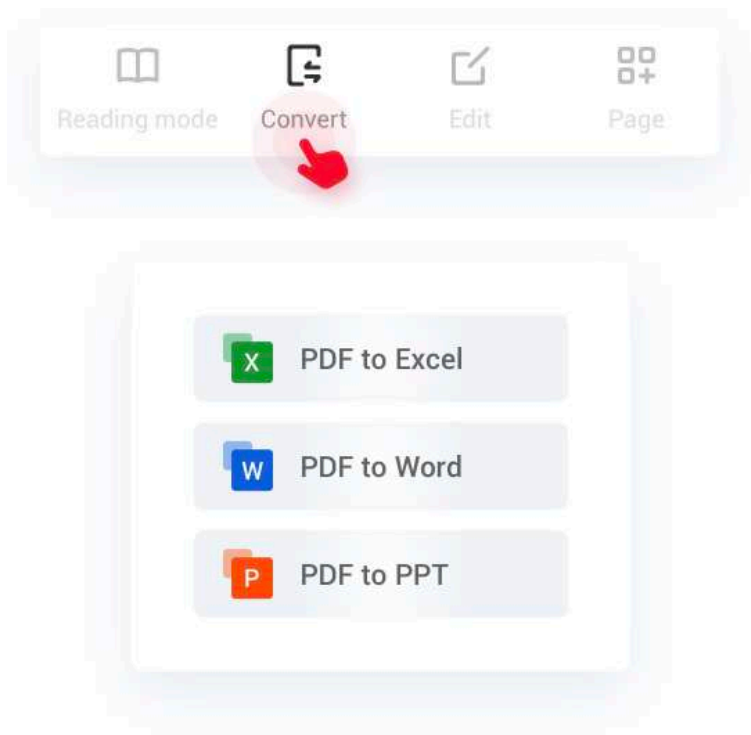 Reading mode Convert Edit Page
X PDF to Excel
W PDF to Word
P PDF to PPT